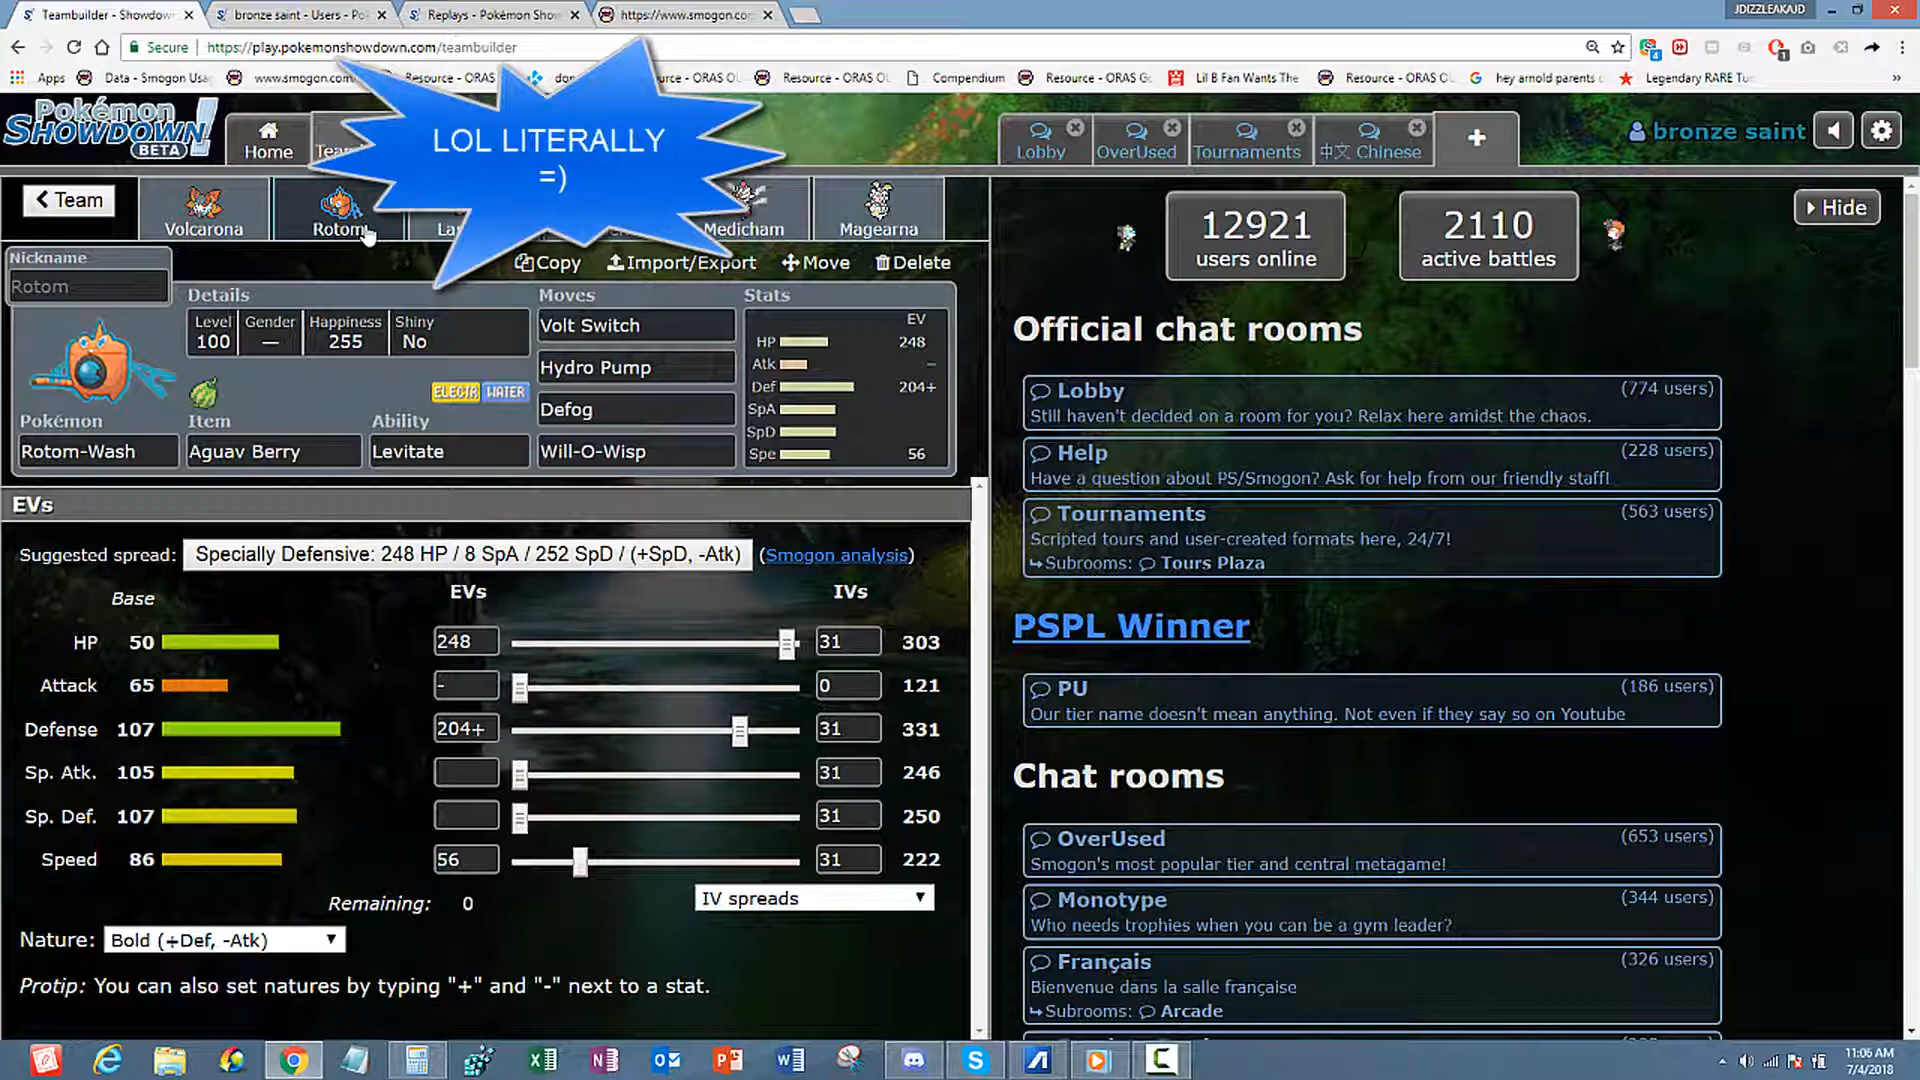 Teambuilder - Showdown
bronze saint - Users - Po
Replays - Pokémon Show
https://www.smogon.co
JDIZZLEAKAJD
Secure
https://play.pokemonshowdown.com/teambuilder
Apps
Data - Smogon Usa
www.smogon.com
Resource - ORAS
Resource - ORAS OU
Compendium
Resource - ORAS Ge
Lil B Fan Wants The
Resource - ORAS OU
hey arnold parents
Legendary RARE Tu
Pokémon
SHOWDOWN!
BETA
Home
LOL LITERALLY
=)
Lobby
OverUsed
Tournaments
中文 Chinese
+
bronze saint
Team
Volcarona
Rotom
Medicham
Magearna
12921
users online
2110
active battles
Hide
Copy
Import/Export
Move
Delete
Nickname
Rotom
Details
Level
100
Gender
—
Happiness
255
Shiny
No
ELECTR
WATER
Pokémon
Rotom-Wash
Item
Aguav Berry
Ability
Levitate
Moves
Volt Switch
Hydro Pump
Defog
Will-O-Wisp
Stats
EV
HP 248
Atk –
Def 204+
SpA
SpD
Spe 56
EVs
Suggested spread: Specially Defensive: 248 HP / 8 SpA / 252 SpD / (+SpD, -Atk) (Smogon analysis)
Base EVs IVs
HP 50 248 31 303
Attack 65 - 0 121
Defense 107 204+ 31 331
Sp. Atk. 105 31 246
Sp. Def. 107 31 250
Speed 86 56 31 222
Remaining: 0
IV spreads
Nature: Bold (+Def, -Atk)
Protip: You can also set natures by typing "+" and "-" next to a stat.
Official chat rooms
Lobby (774 users)
Still haven't decided on a room for you? Relax here amidst the chaos.
Help (228 users)
Have a question about PS/Smogon? Ask for help from our friendly staff!
Tournaments (563 users)
Scripted tours and user-created formats here, 24/7!
Subrooms: Tours Plaza
PSPL Winner
PU (186 users)
Our tier name doesn't mean anything. Not even if they say so on Youtube
Chat rooms
OverUsed (653 users)
Smogon's most popular tier and central metagame!
Monotype (344 users)
Who needs trophies when you can be a gym leader?
Français (326 users)
Bienvenue dans la salle française
Subrooms: Arcade
11:05 AM
7/4/2018